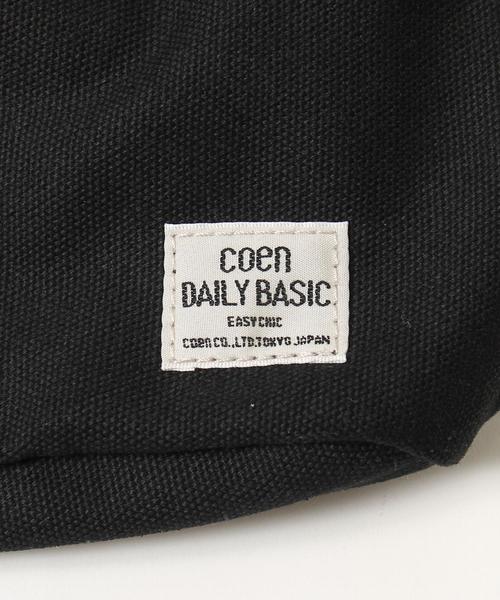 coen
DAILY BASIC
EASY CHIC
coen CO.,LTD.TOKYO JAPAN